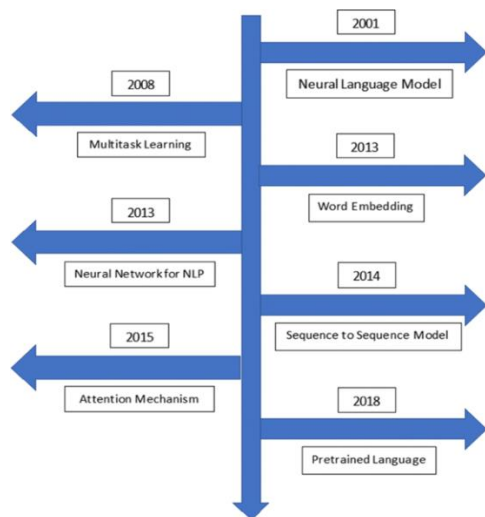 2001
Neural Language Model
2008
Multitask Learning
2013
Word Embedding
2013
Neural Network for NLP
2014
Sequence to Sequence Model
2015
Attention Mechanism
2018
Pretrained Language